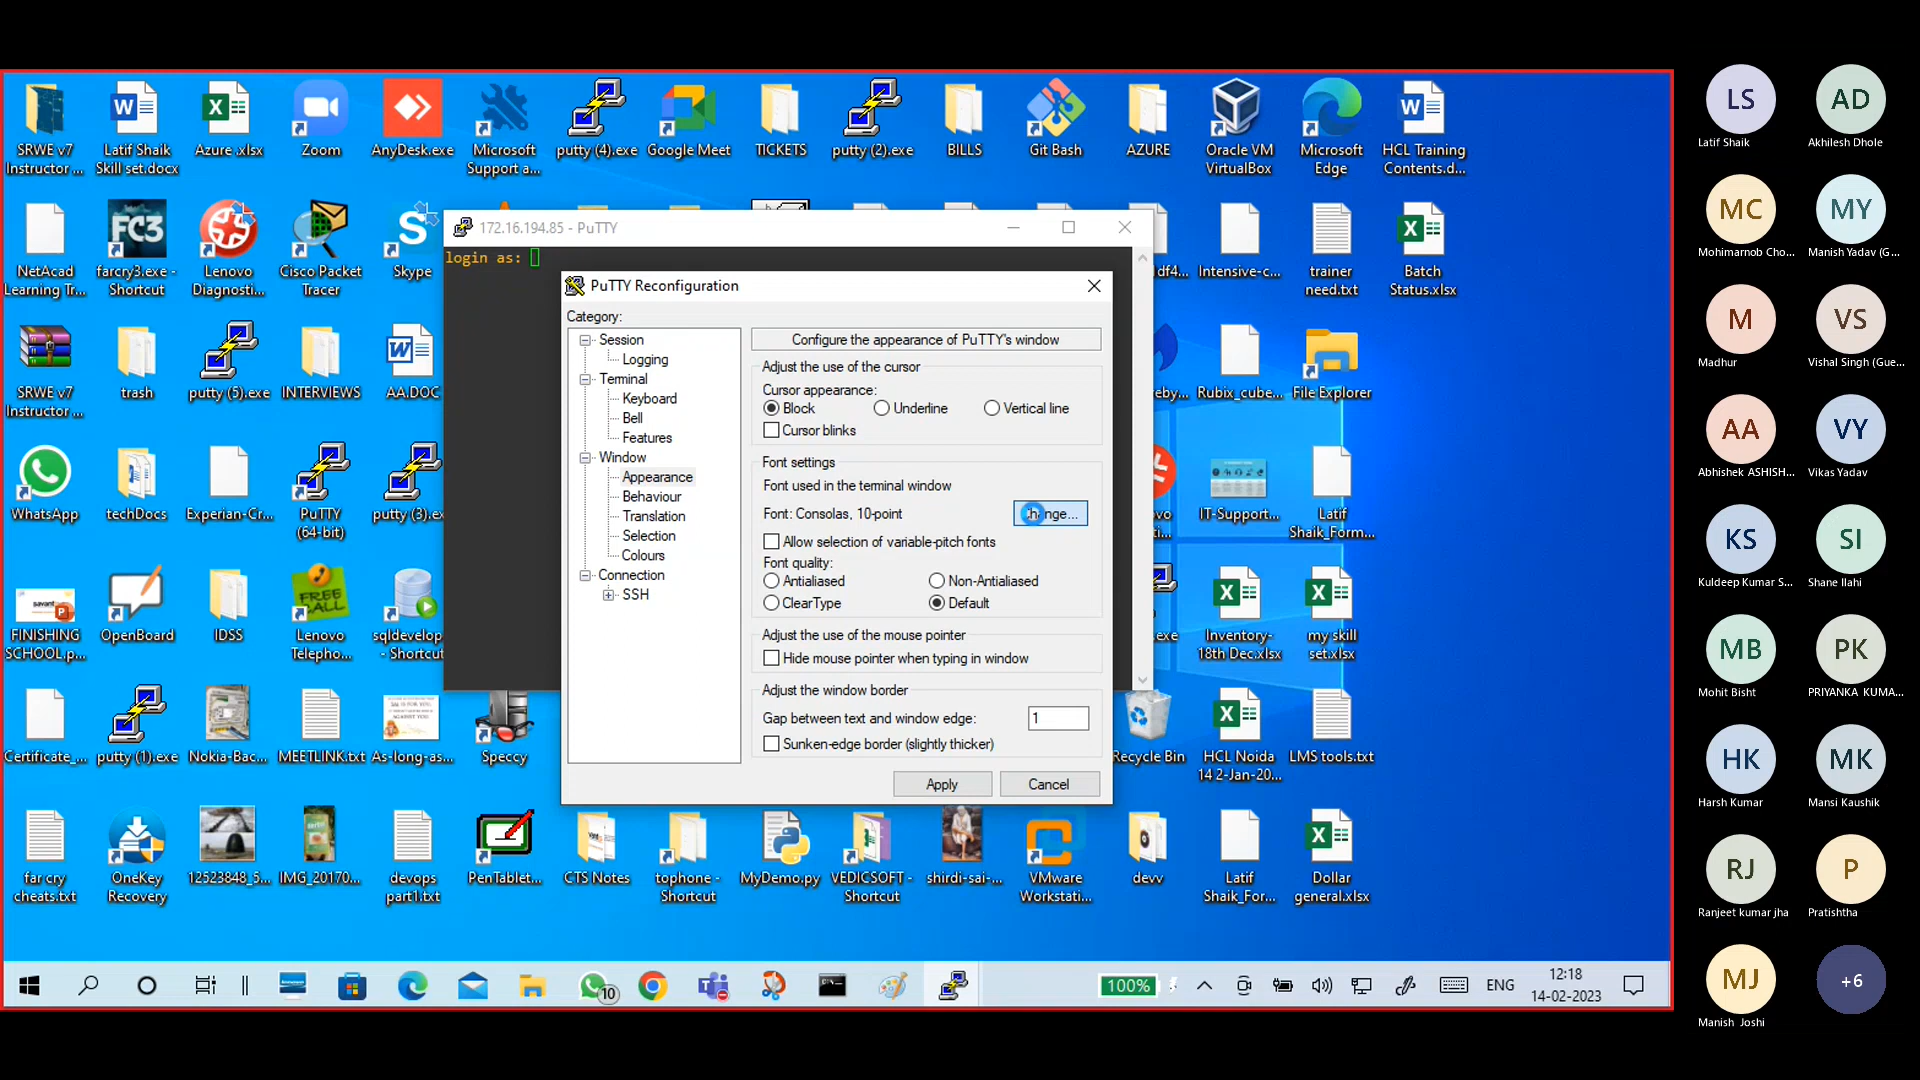 SRWE v7
Instructor ...
Latif Shaik
Skill set.docx
Azure .xlsx
Zoom
AnyDesk.exe
Microsoft
Support a...
putty (4).exe
Google Meet
TICKETS
putty (2).exe
BILLS
Git Bash
AZURE
Oracle VM
VirtualBox
Microsoft
Edge
HCL Training
Contents.d...
NetAcad
Learning Tr...
FC3
farcry3.exe -
Shortcut
Lenovo
Diagnosti...
Cisco Packet
Tracer
Skype
Intensive-c...
trainer
need.txt
Batch
Status.xlsx
172.16.194.85 - PuTTY
login as:
PuTTY Reconfiguration
Category:
Session
Logging
Terminal
Keyboard
Bell
Features
Window
Appearance
Behaviour
Translation
Selection
Colours
Connection
SSH
Configure the appearance of PuTTY's window
Adjust the use of the cursor
Cursor appearance:
Block
Underline
Vertical line
Cursor blinks
Font settings
Font used in the terminal window
Font: Consolas, 10-point
Change...
Allow selection of variable-pitch fonts
Font quality:
Antialiased
Non-Antialiased
ClearType
Default
Adjust the use of the mouse pointer
Hide mouse pointer when typing in window
Adjust the window border
Gap between text and window edge:
1
Sunken-edge border (slightly thicker)
Apply
Cancel
SRWE v7
Instructor ...
trash
putty (5).exe
INTERVIEWS
AA.DOC
Rubix_cube...
File Explorer
WhatsApp
techDocs
Experian-Cr...
PuTTY
(64-bit)
putty (3).ex
IT-Support...
Latif
Shaik_Form...
FINISHING
SCHOOL.p...
OpenBoard
IDSS
FREE
CALL
Lenovo
Telepho...
sqldevelop
- Shortcut
.exe
Inventory-
18th Dec.xlsx
my skill
set.xlsx
Certificate_...
putty (1).exe
Nokia-Bac...
MEETLINK.txt
As-long-as...
Speccy
Recycle Bin
HCL Noida
14 2-Jan-20...
LMS tools.txt
far cry
cheats.txt
OneKey
Recovery
12523848_5...
IMG_20170...
devops
part1.txt
PenTablet...
CTS Notes
tophone -
Shortcut
MyDemo.py
VEDICSOFT -
Shortcut
shirdi-sai-...
VMware
Workstati...
devv
Latif
Shaik_For...
Dollar
general.xlsx
10
100%
ENG
12:18
14-02-2023
LS
Latif Shaik
AD
Akhilesh Dhole
MC
Mohimarnob Cho...
MY
Manish Yadav (G...
M
Madhur
VS
Vishal Singh (Gue...
AA
Abhishek ASHISH...
VY
Vikas Yadav
KS
Kuldeep Kumar S...
SI
Shane Ilahi
MB
Mohit Bisht
PK
PRIYANKA KUMA...
HK
Harsh Kumar
MK
Mansi Kaushik
RJ
Ranjeet kumar jha
P
Pratishtha
MJ
Manish Joshi
+6